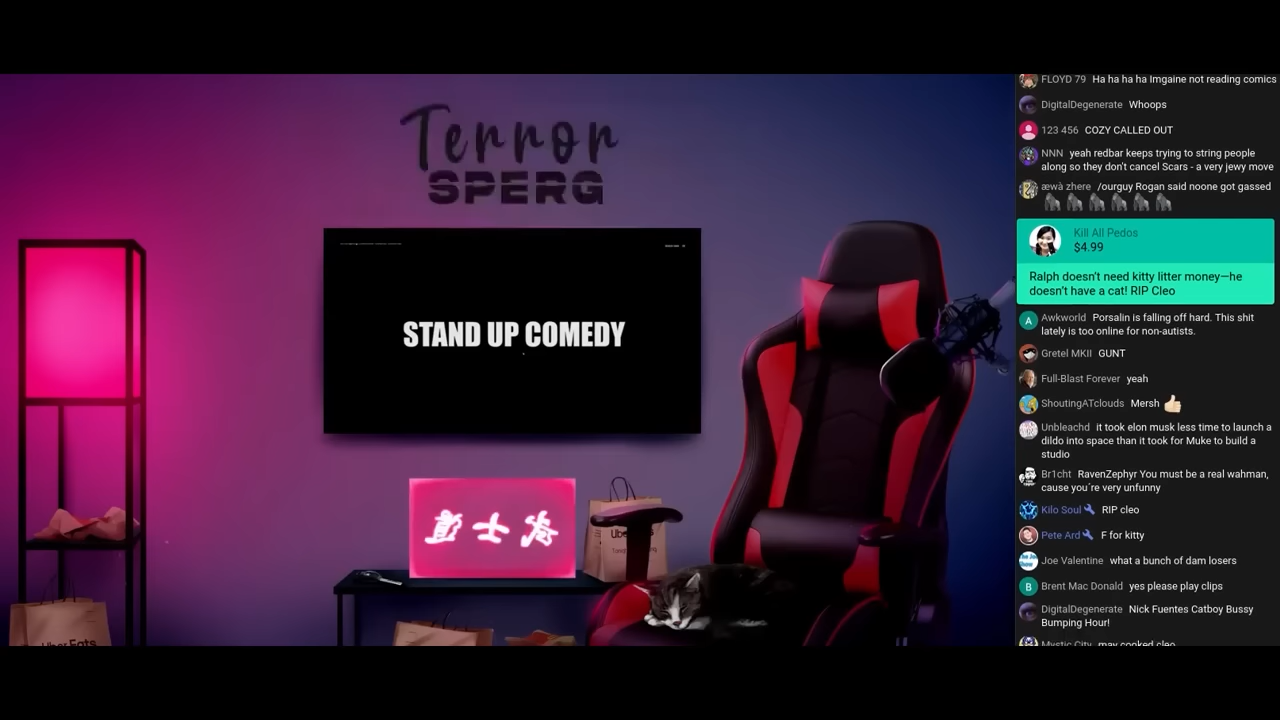 Terror
SPERG
STAND UP COMEDY
Uber Eats
FLOYD 79 Ha ha ha ha Imgaine not reading comics
DigitalDegenerate Whoops
123 456 COZY CALLED OUT
NNN yeah redbar keeps trying to string people
along so they don't cancel Scars - a very jewy move
æwà zhere /ourguy Rogan said noone got gassed
Kill All Pedos
$4.99
Ralph doesn't need kitty litter money—he
doesn't have a cat! RIP Cleo
A Awkworld Porsalin is falling off hard. This shit
lately is too online for non-autists.
Gretel MKII GUNT
Full-Blast Forever yeah
ShoutingATclouds Mersh
Unbleachd it took elon musk less time to launch a
dildo into space than it took for Muke to build a
studio
Br1cht RavenZephyr You must be a real wahman,
cause you´re very unfunny
Kilo Soul RIP cleo
Pete Ard F for kitty
Joe Valentine what a bunch of dam losers
B Brent Mac Donald yes please play clips
DigitalDegenerate Nick Fuentes Catboy Bussy
Bumping Hour!
Mystic City may cooked cleo